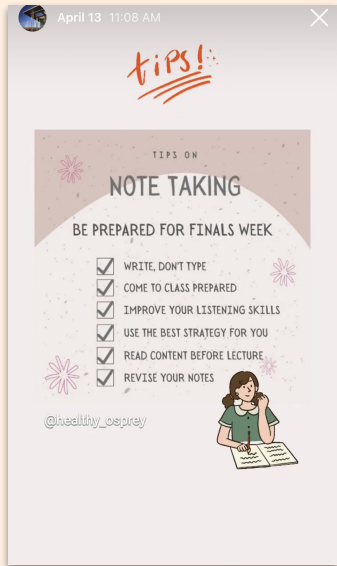 April 13 11:08 AM
tips!
TIPS ON
NOTE TAKING
BE PREPARED FOR FINALS WEEK
WRITE, DON'T TYPE
COME TO CLASS PREPARED
IMPROVE YOUR LISTENING SKILLS
USE THE BEST STRATEGY FOR YOU
READ CONTENT BEFORE LECTURE
REVISE YOUR NOTES
@healthy_osprey